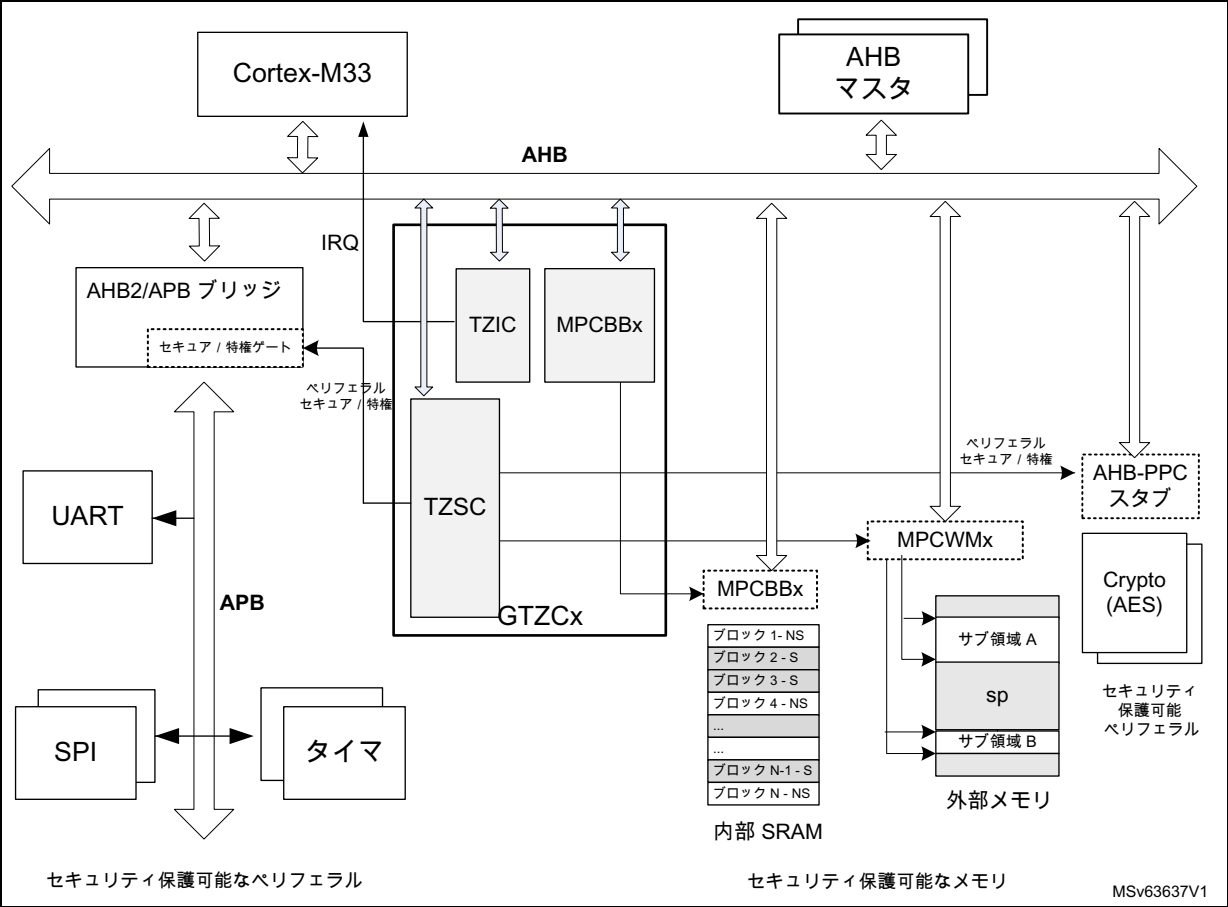 Cortex-M33
AHB
マスタ
AHB
IRQ
AHB2/APB ブリッジ
セキュア / 特権ゲート
TZIC
MPCBBx
ペリフェラル
セキュア / 特権
TZSC
GTZCx
ペリフェラル
セキュア / 特権
AHB-PPC
スタブ
UART
APB
MPCWMx
MPCBBx
Crypto
(AES)
ブロック 1- NS
ブロック 2 - S
ブロック 3 - S
ブロック 4 - NS
...
...
ブロック N-1 - S
ブロック N - NS
サブ領域 A
sp
サブ領域 B
セキュリティ
保護可能
ペリフェラル
SPI
タイマ
外部メモリ
内部 SRAM
セキュリティ保護可能なペリフェラル
セキュリティ保護可能なメモリ
MSv63637V1